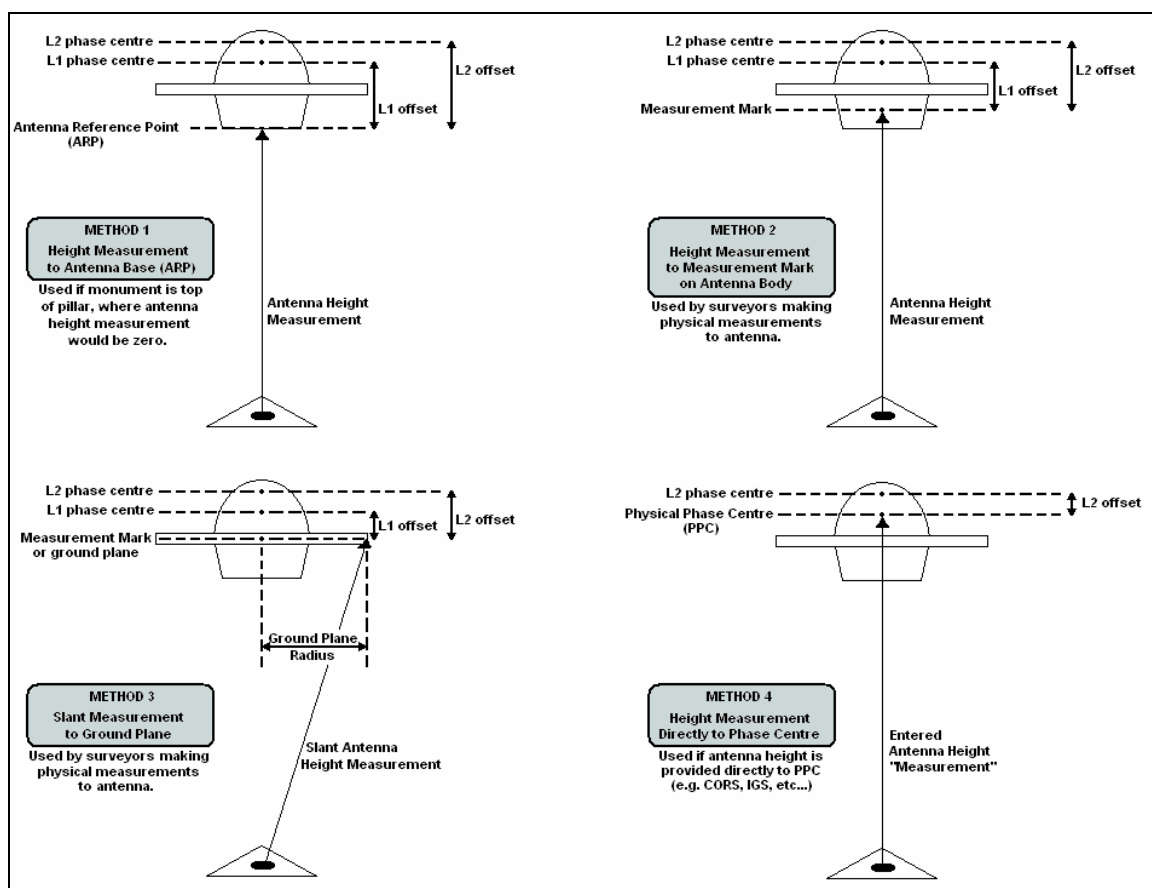 L2 phase centre
L1 phase centre
L2 offset
L1 offset
Antenna Reference Point
(ARP)
METHOD 1
Height Measurement
to Antenna Base (ARP)
Used if monument is top
of pillar, where antenna
height measurement
would be zero.
Antenna Height
Measurement
L2 phase centre
L1 phase centre
L2 offset
L1 offset
Measurement Mark
METHOD 2
Height Measurement
to Measurement Mark
on Antenna Body
Used by surveyors making
physical measurements
to antenna.
Antenna Height
Measurement
L2 phase centre
L1 phase centre
L2 offset
L1 offset
Measurement Mark
or ground plane
Ground Plane
Radius
METHOD 3
Slant Measurement
to Ground Plane
Used by surveyors making
physical measurements
to antenna.
Slant Antenna
Height Measurement
L2 phase centre
L2 offset
Physical Phase Centre
(PPC)
METHOD 4
Height Measurement
Directly to Phase Centre
Used if antenna height is
provided directly to PPC
(e.g. CORS, IGS, etc...)
Entered
Antenna Height
"Measurement"